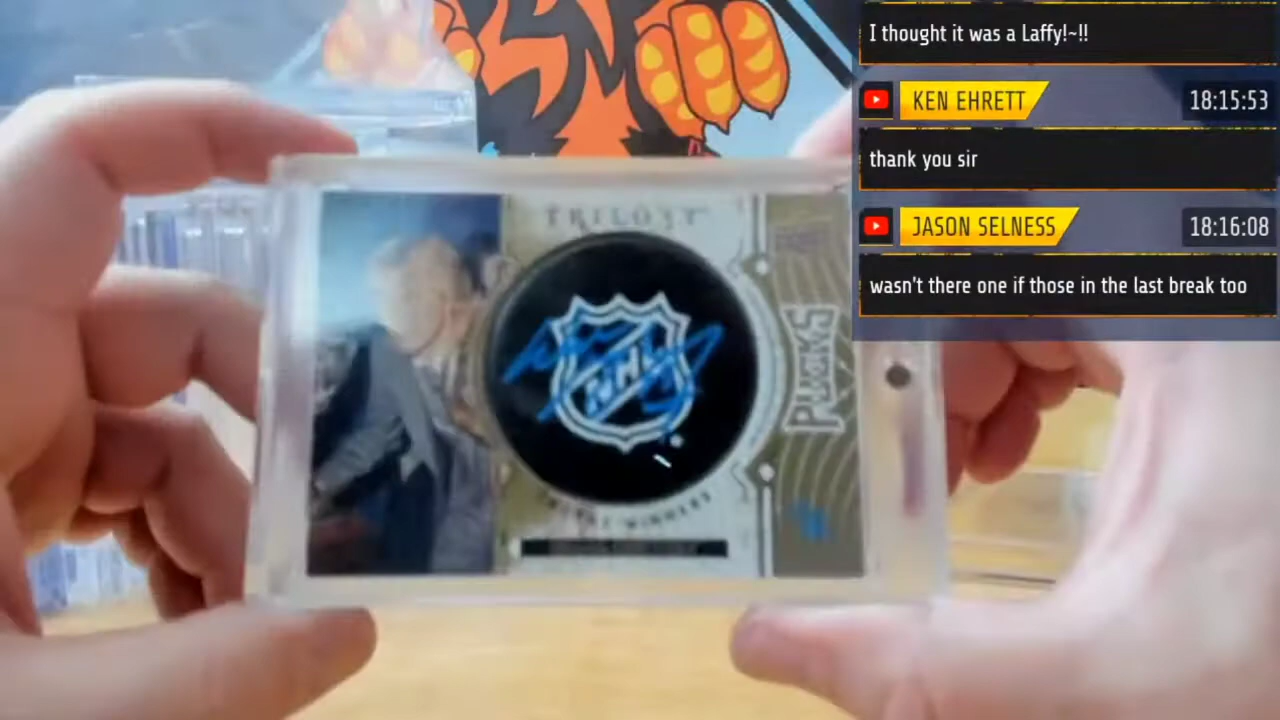 I thought it was a Laffy!~!!
KEN EHRETT
18:15:53
thank you sir
JASON SELNESS
18:16:08
wasn't there one if those in the last break too
TRILOGY
NHL
PUCKS